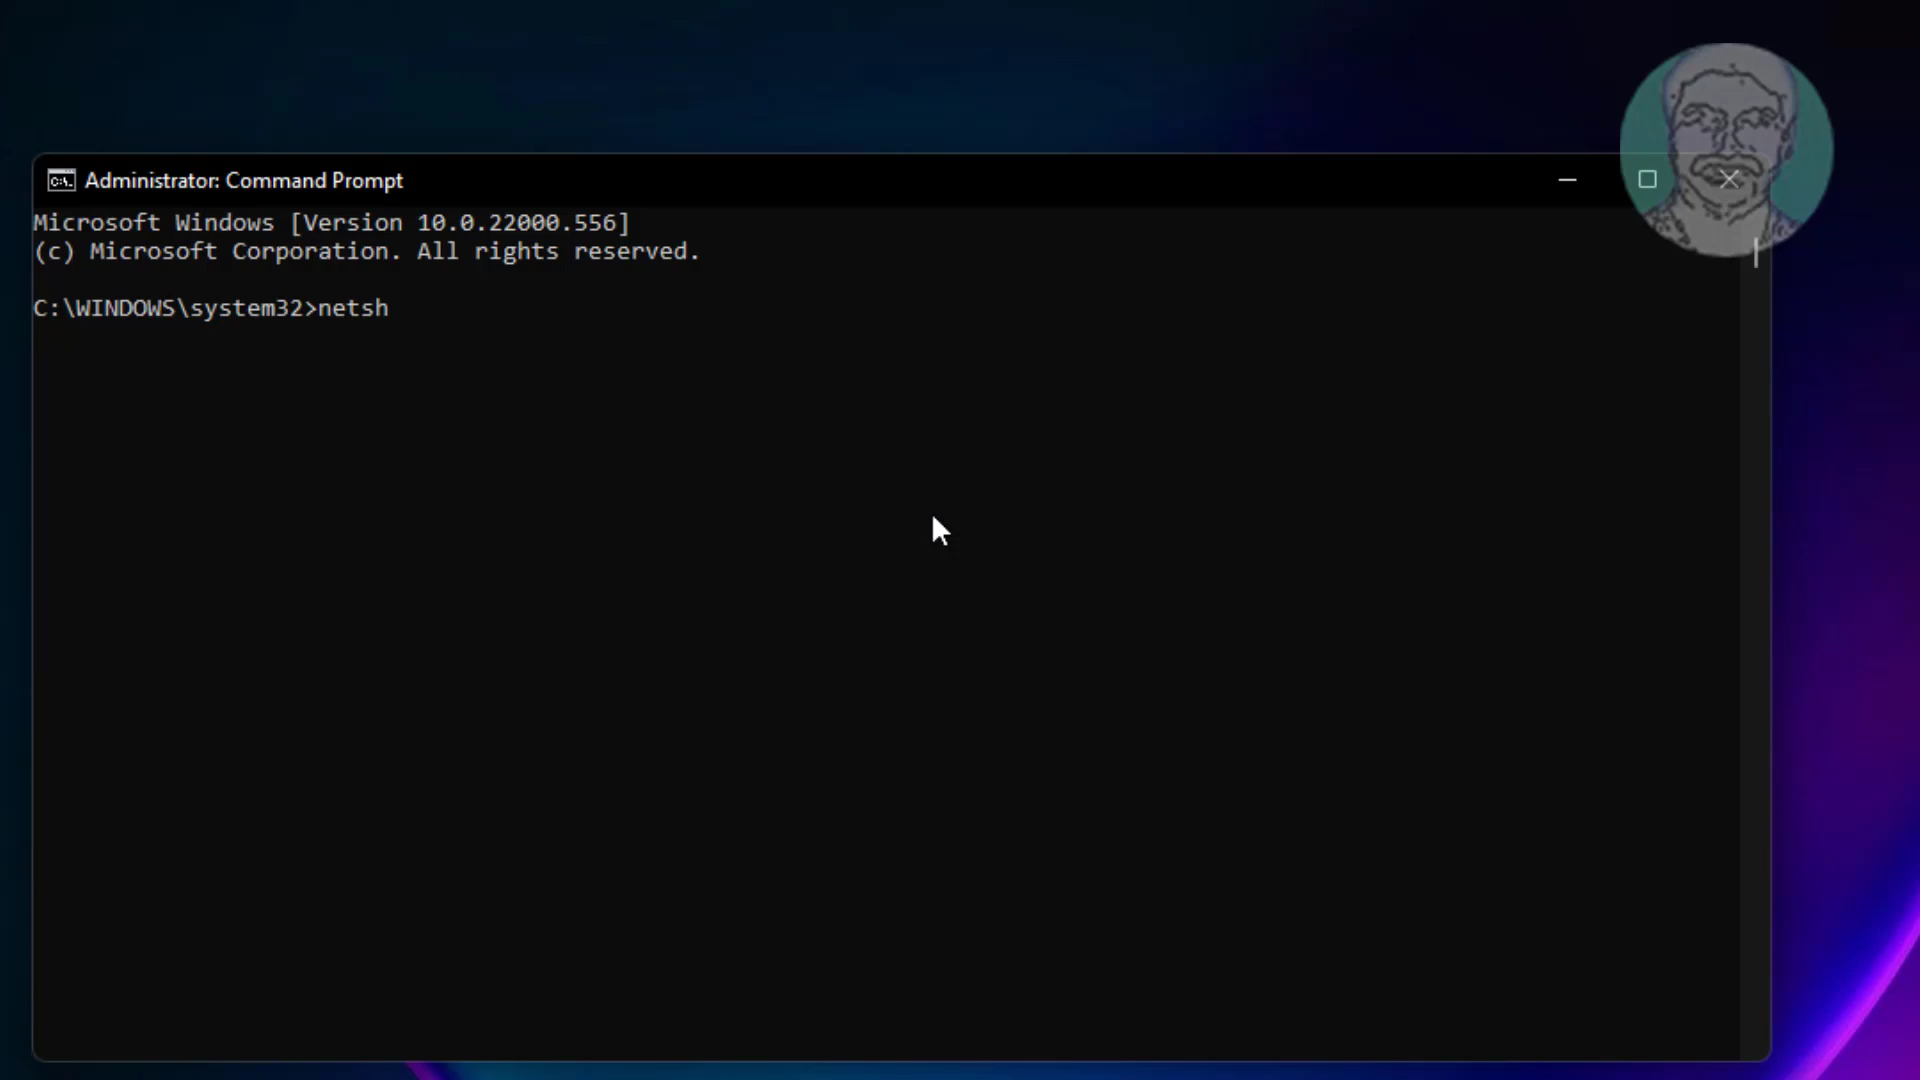 Administrator: Command Prompt
Microsoft Windows [Version 10.0.22000.556]
(c) Microsoft Corporation. All rights reserved.
C:\WINDOWS\system32>netsh